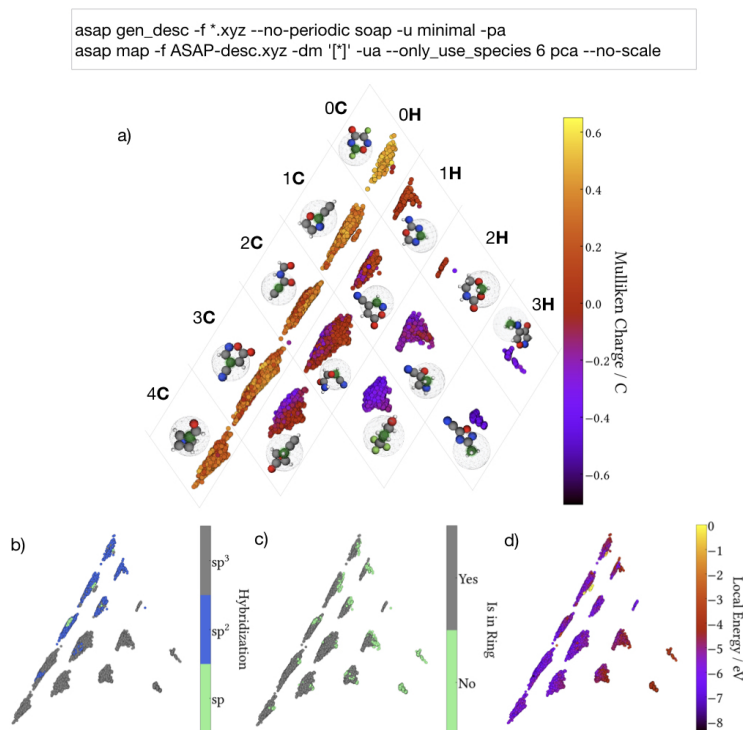 asap gen_desc -f *.xyz --no-periodic soap -u minimal -pa
asap map -f ASAP-desc.xyz -dm '[*]' -ua --only_use_species 6 pca --no-scale
a)
0C
0H
1C
1H
2C
2H
3C
3H
4C
0.6
0.4
0.2
0.0
−0.2
−0.4
−0.6
Mulliken Charge / C
b)
sp³
sp²
sp
Hybridization
c)
Yes
No
Is in Ring
d)
0
−1
−2
−3
−4
−5
−6
−7
−8
Local Energy / eV